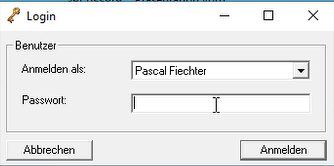 Login
Benutzer
Anmelden als:
Pascal Fiechter
Passwort:
Abbrechen
Anmelden